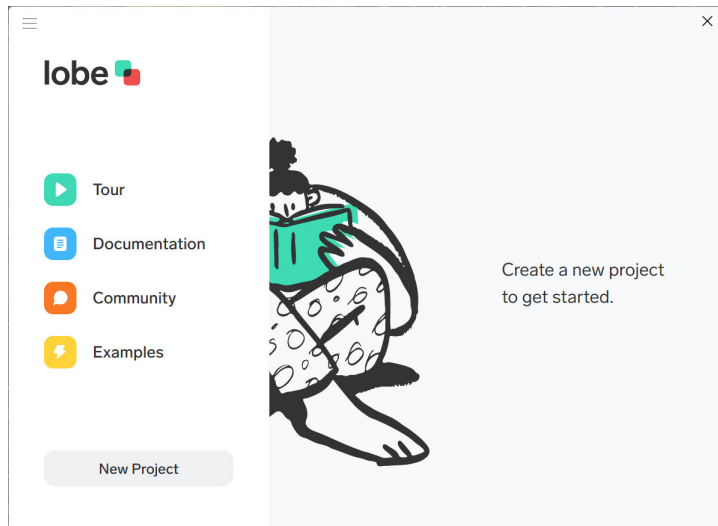 lobe
Tour
Documentation
Community
Examples
New Project
Create a new project
to get started.